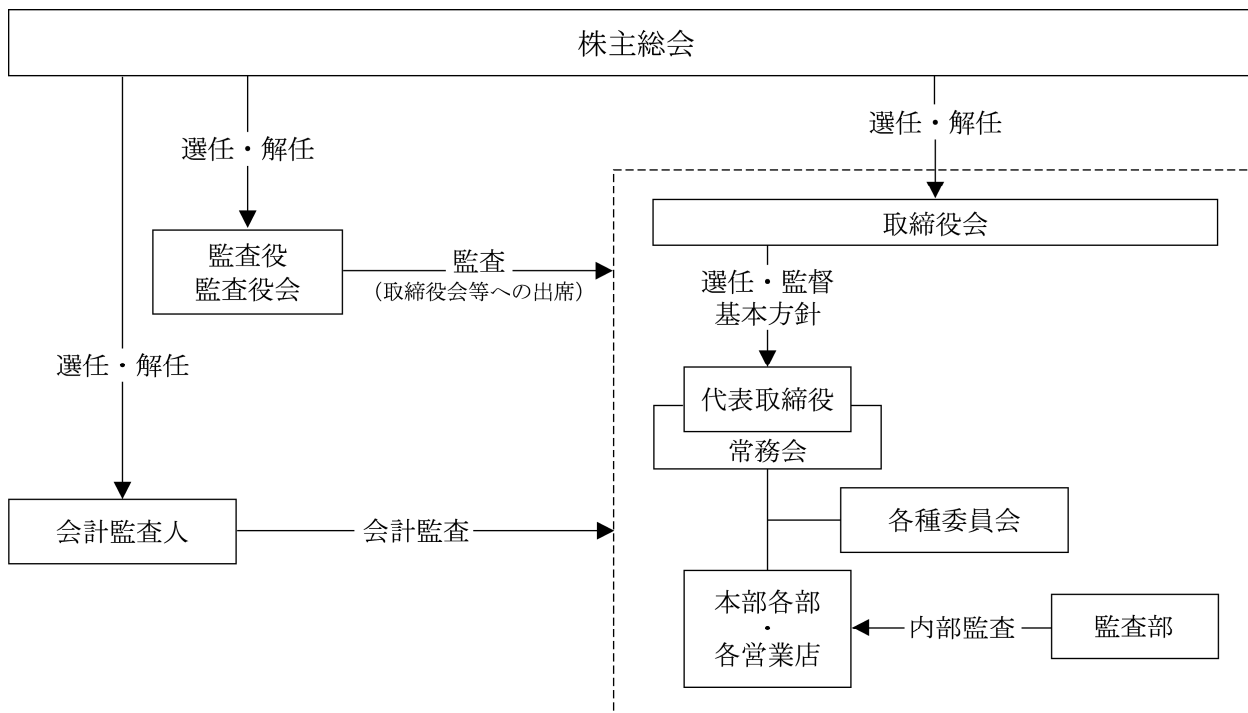 株主総会
選任・解任
選任・解任
取締役会
監査役
監査役会
監査
（取締役会等への出席）
選任・監督
基本方針
選任・解任
代表取締役
常務会
会計監査人
会計監査
各種委員会
本部各部
・
各営業店
内部監査
監査部